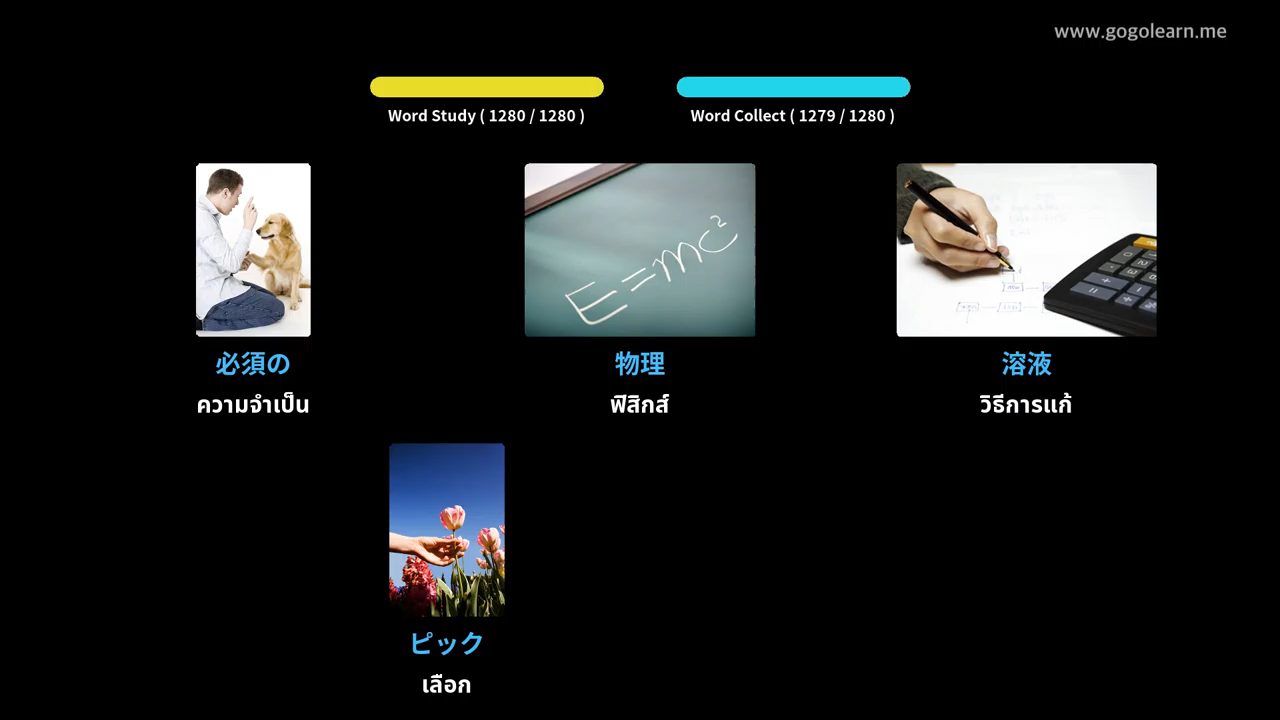 www.gogolearn.me
Word Study ( 1280 / 1280 )
Word Collect ( 1279 / 1280 )
E=mc²
必須の
物理
溶液
ความจำเป็น
ฟิสิกส์
วิธีการแก้
ピック
เลือก